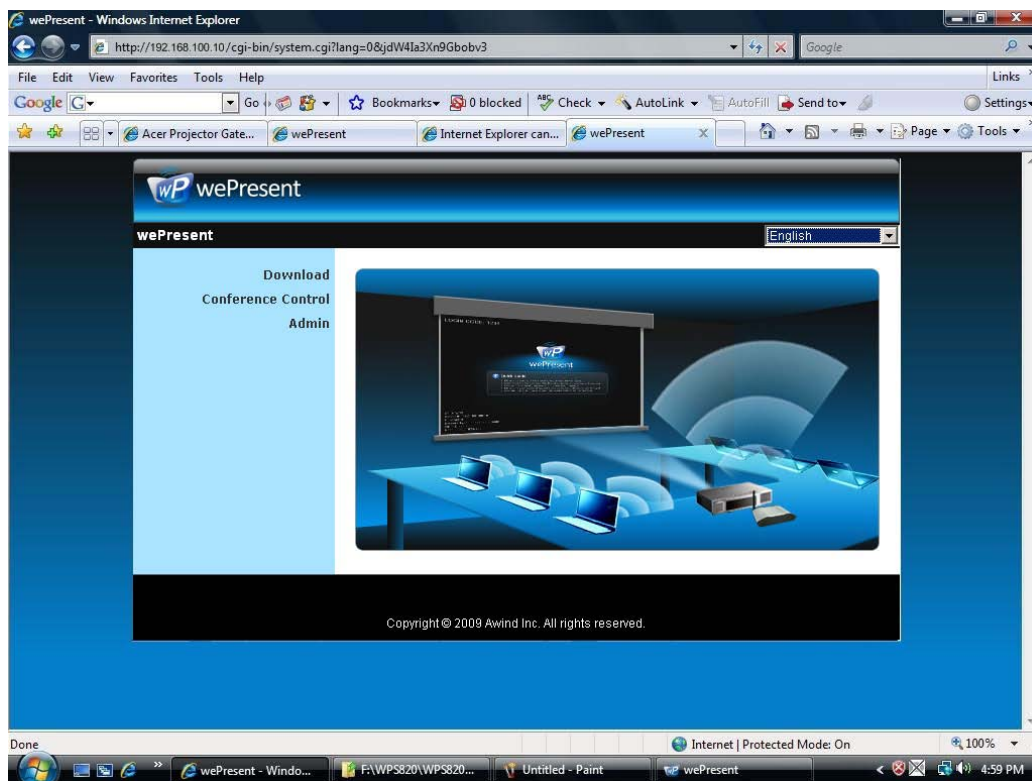 wePresent - Windows Internet Explorer
http://192.168.100.10/cgi-bin/system.cgi?lang=0&jdW4Ia3Xn9Gbobv3
Google
File Edit View Favorites Tools Help
Links
Google G Go Bookmarks 0 blocked ABC Check AutoLink AutoFill Send to Settings
Acer Projector Gate... wePresent Internet Explorer can... wePresent Page Tools
wP wePresent
wePresent
English
Download
Conference Control
Admin
wP
wePresent
Copyright © 2009 Awind Inc. All rights reserved.
Done
Internet | Protected Mode: On
100%
wePresent - Windo... F:\WPS820\WPS820... Untitled - Paint wePresent 4:59 PM